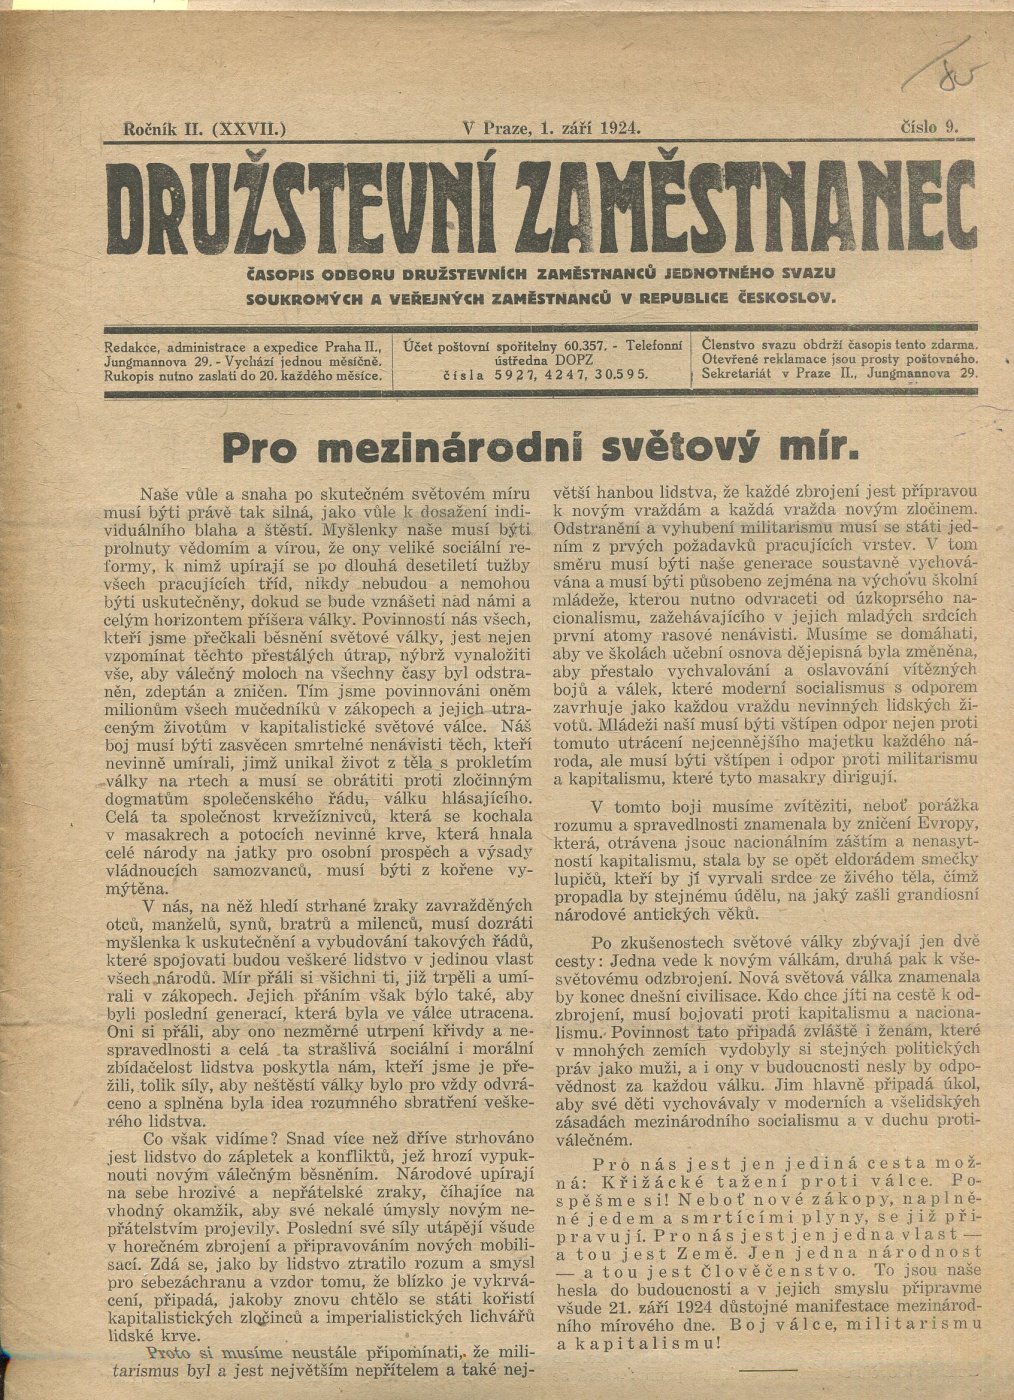 Ročník II. (XXVII.) V Praze, 1. září 1924. Číslo 9.
DRUŽSTEVNÍ ZAMĚSTNANEC
ČASOPIS ODBORU DRUŽSTEVNÍCH ZAMĚSTNANCŮ JEDNOTNÉHO SVAZU
SOUKROMÝCH A VEŘEJNÝCH ZAMĚSTNANCŮ V REPUBLICE ČESKOSLOV.
Redakce, administrace a expedice Praha II.,
Jungmannova 29. - Vychází jednou měsíčně.
Rukopis nutno zaslati do 20. každého měsíce.
Účet poštovní spořitelny 60.357. - Telefonní
ústředna DOPZ
čísla 5927, 4247, 30.595.
Členstvo svazu obdrží časopis tento zdarma.
Otevřené reklamace jsou prosty poštovného.
Sekretariát v Praze II., Jungmannova 29.
Pro mezinárodní světový mír.
Naše vůle a snaha po skutečném světovém míru
musí býti právě tak silná, jako vůle k dosažení indi-
viduálního blaha a štěstí. Myšlenky naše musí býti
prolnuty vědomím a vírou, že ony veliké sociální re-
formy, k nimž upírají se po dlouhá desetiletí tužby
všech pracujících tříd, nikdy nebudou a nemohou
býti uskutečněny, dokud se bude vznášeti nad námi a
celým horizontem příšera války. Povinností nás všech,
kteří jsme přečkali běsnění světové války, jest nejen
vzpomínat těchto přestálých útrap, nýbrž vynaložiti
vše, aby válečný moloch na všechny časy byl odstra-
něn, zdeptán a zničen. Tím jsme povinnováni oněm
milionům všech mučedníků v zákopech a jejich utra-
ceným životům v kapitalistické světové válce. Náš
boj musí býti zasvěcen smrtelné nenávisti těch, kteří
nevinně umírali, jimž unikal život z těla s prokletím
války na rtech a musí se obrátiti proti zločinným
dogmatům společenského řádu, válku hlásajícího.
Celá ta společnost krvežíznivců, která se kochala
v masakrech a potocích nevinné krve, která hnala
celé národy na jatky pro osobní prospěch a výsady
vládnoucích samozvanců, musí býti z kořene vy-
mýtěna.
V nás, na něž hledí strhané zraky zavražděných
otců, manželů, synů, bratrů a milenců, musí dozráti
myšlenka k uskutečnění a vybudování takových řádů,
které spojovati budou veškeré lidstvo v jedinou vlast
všech národů. Mír přáli si všichni ti, již trpěli a umí-
rali v zákopech. Jejich přáním však bylo také, aby
byli poslední generací, která byla ve válce utracena.
Oni si přáli, aby ono nezměrné utrpení křivdy a ne-
spravedlnosti a celá ta strašlivá sociální i morální
zbídačelost lidstva poskytla nám, kteří jsme je pře-
žili, tolik síly, aby neštěstí války bylo pro vždy odvrá-
ceno a splněna byla idea rozumného sbratření veške-
rého lidstva.
Co však vidíme? Snad více než dříve strhováno
jest lidstvo do zápletek a konfliktů, jež hrozí vypuk-
nouti novým válečným běsněním. Národové upírají
na sebe hrozivé a nepřátelské zraky, číhajíce na
vhodný okamžik, aby své nekalé úmysly novým ne-
přátelstvím projevily. Poslední své síly utápějí všude
v horečném zbrojení a připravováním nových mobili-
sací. Zdá se, jako by lidstvo ztratilo rozum a smysl
pro sebezáchranu a vzdor tomu, že blízko je vykrvá-
cení, připadá, jakoby znovu chtělo se státi kořistí
kapitalistických zločinců a imperialistických lichvářů
lidské krve.
Proto si musíme neustále připomínati, že mili-
tarismus byl a jest největším nepřítelem a také nej-
větší hanbou lidstva, že každé zbrojení jest přípravou
k novým vraždám a každá vražda novým zločinem.
Odstranění a vyhubení militarismu musí se státi jed-
ním z prvých požadavků pracujících vrstev. V tom
směru musí býti naše generace soustavně vychová-
vána a musí býti působeno zejména na výchovu školní
mládeže, kterou nutno odvraceti od úzkoprsého na-
cionalismu, zažehávajícího v jejich mladých srdcích
první atomy rasové nenávisti. Musíme se domáhati,
aby ve školách učební osnova dějepisná byla změněna,
aby přestalo vychvalování a oslavování vítězných
bojů a válek, které moderní socialismus s odporem
zavrhuje jako každou vraždu nevinných lidských ži-
votů. Mládeži naší musí býti vštípen odpor nejen proti
tomuto utrácení nejcennějšího majetku každého ná-
roda, ale musí býti vštípen i odpor proti militarismu
a kapitalismu, které tyto masakry dirigují.
V tomto boji musíme zvítěziti, neboť porážka
rozumu a spravedlnosti znamenala by zničení Evropy,
která, otrávena jsouc nacionálním záštím a nenasyt-
ností kapitalismu, stala by se opět eldorádem smečky
lupičů, kteří by jí vyrvali srdce ze živého těla, čímž
propadla by stejnému údělu, na jaký zašli grandiosní
národové antických věků.
Po zkušenostech světové války zbývají jen dvě
cesty: Jedna vede k novým válkám, druhá pak k vše-
světovému odzbrojení. Nová světová válka znamenala
by konec dnešní civilisace. Kdo chce jíti na cestě k od-
zbrojení, musí bojovati proti kapitalismu a naciona-
lismu. Povinnost tato připadá zvláště i ženám, které
v mnohých zemích vydobyly si stejných politických
práv jako muži, a i ony v budoucnosti nesly by odpo-
vědnost za každou válku. Jim hlavně připadá úkol,
aby své děti vychovávaly v moderních a všelidských
zásadách mezinárodního socialismu a v duchu proti-
válečném.
Pro nás jest jen jediná cesta mož-
ná: Křižácké tažení proti válce. Po-
spěšme si! Neboť nové zákopy, naplně-
né jedem a smrtícími plyny, se již při-
pravují. Pro nás jest jen jedna vlast —
a tou jest Země. Jen jedna národnost
— a tou jest člověčenstvo. To jsou naše
hesla do budoucnosti a v jejich smyslu připravme
všude 21. září 1924 důstojné manifestace mezinárod-
ního mírového dne. Boj válce, militarismu
a kapitalismu!